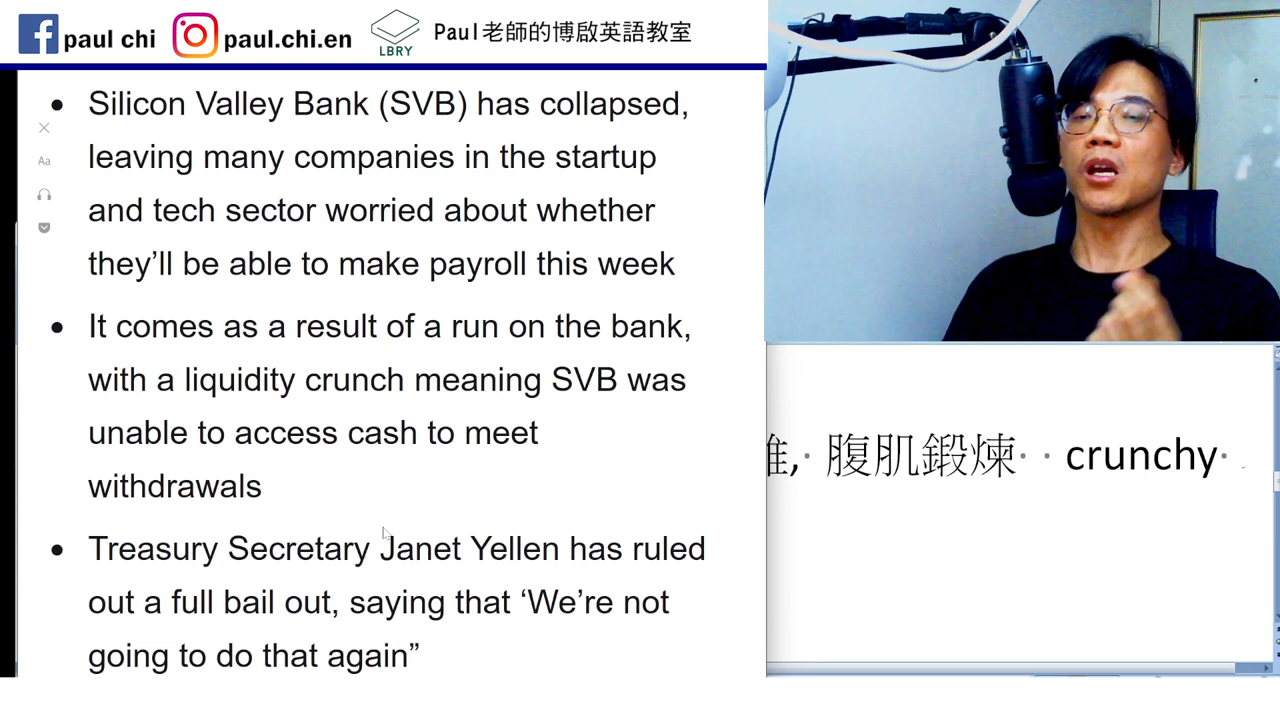 paul chi paul.chi.en LBRY Paul老師的博啟英語教室
• Silicon Valley Bank (SVB) has collapsed,
leaving many companies in the startup
and tech sector worried about whether
they’ll be able to make payroll this week
• It comes as a result of a run on the bank,
with a liquidity crunch meaning SVB was
unable to access cash to meet
withdrawals
• Treasury Secretary Janet Yellen has ruled
out a full bail out, saying that ‘We’re not
going to do that again”
Aa
, 腹肌鍛煉 crunchy